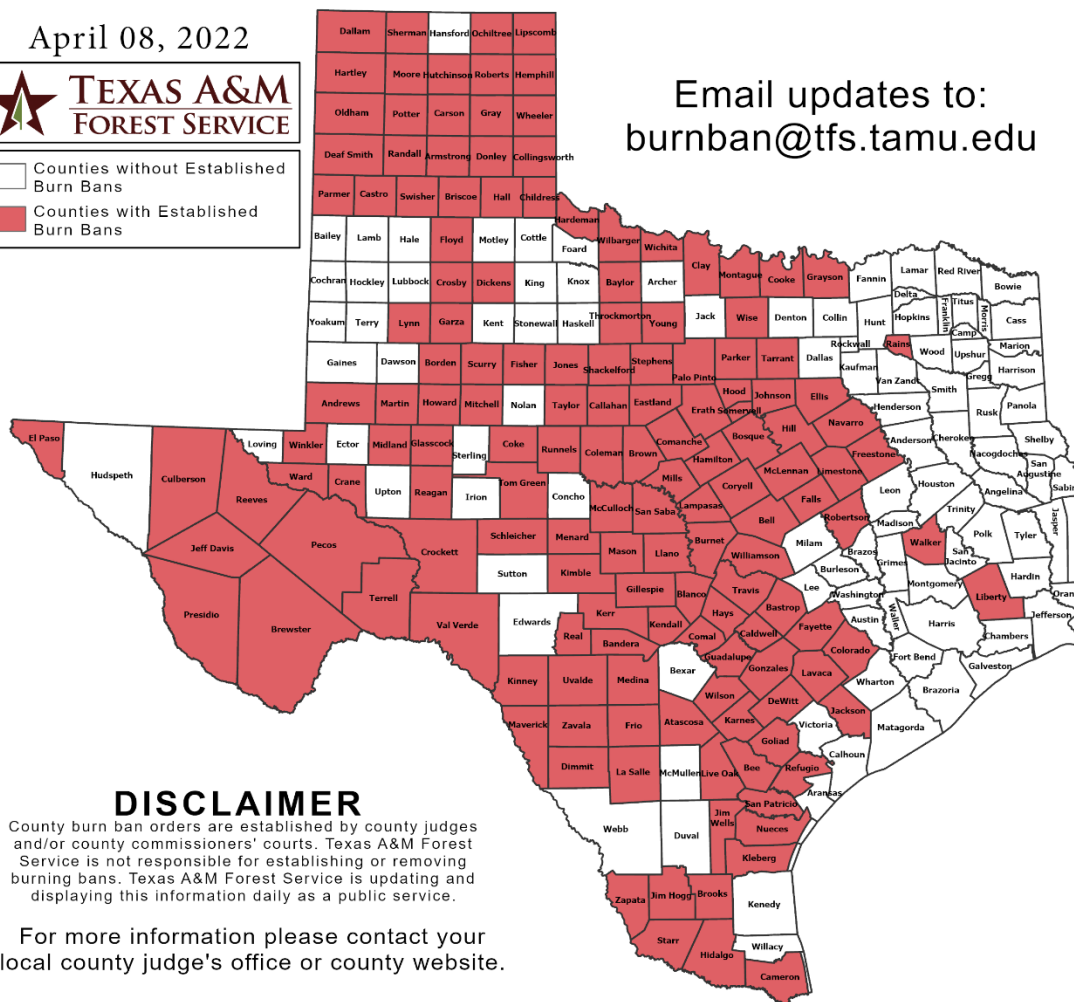 April 08, 2022
TEXAS A&M
FOREST SERVICE
Counties without Established
Burn Bans
Counties with Established
Burn Bans
Email updates to:
burnban@tfs.tamu.edu
Dallam Sherman Hansford Ochiltree Lipscomb
Hartley Moore Hutchinson Roberts Hemphill
Oldham Potter Carson Gray Wheeler
Deaf Smith Randall Armstrong Donley Collingsworth
Parmer Castro Swisher Briscoe Hall Childress
Hardeman
Bailey Lamb Hale Floyd Motley Cottle Foard Wilbarger Wichita
Clay Montague Cooke Grayson Fannin Lamar Red River Bowie
Cochran Hockley Lubbock Crosby Dickens King Knox Baylor Archer
Delta Hopkins Franklin Titus Morris Camp Cass
Yoakum Terry Lynn Garza Kent Stonewall Haskell Throckmorton Young Jack Wise Denton Collin Hunt
Rockwall Rains Wood Upshur Marion Harrison Gregg
Gaines Dawson Borden Scurry Fisher Jones Shackelford Stephens Palo Pinto Parker Tarrant Dallas Kaufman Van Zandt Smith
Andrews Martin Howard Mitchell Nolan Taylor Callahan Eastland Erath Hood Somervell Johnson Ellis Henderson Rusk Panola
El Paso Hudspeth Culberson Reeves Loving Winkler Ector Midland Glasscock Sterling Coke Runnels Coleman Brown Comanche Hamilton Bosque Hill Navarro Freestone Anderson Cherokee Nacogdoches Shelby San Augustine Sabin
Ward Crane Upton Reagan Irion Tom Green Concho McCulloch San Saba Mills Lampasas Coryell McLennan Limestone Falls Leon Houston Angelina Trinity Jasper
Jeff Davis Pecos Crockett Schleicher Menard Mason Llano Burnet Bell Williamson Milam Robertson Brazos Madison Grimes Walker San Jacinto Polk Tyler
Presidio Brewster Terrell Val Verde Sutton Kimble Gillespie Blanco Travis Hays Bastrop Lee Burleson Washington Montgomery Liberty Hardin Oran
Edwards Real Kerr Bandera Kendall Comal Caldwell Fayette Austin Waller Harris Chambers Jefferson
Kinney Uvalde Medina Bexar Guadalupe Gonzales Lavaca Colorado Wharton Fort Bend Brazoria Galveston
Maverick Zavala Frio Atascosa Wilson Karnes DeWitt Victoria Jackson Matagorda
Dimmit La Salle McMullen Live Oak Bee Goliad Refugio Calhoun Aransas
Webb Duval Jim Wells San Patricio Nueces Kleberg
Zapata Jim Hogg Brooks Kenedy
Starr Hidalgo Willacy Cameron
DISCLAIMER
County burn ban orders are established by county judges
and/or county commissioners' courts. Texas A&M Forest
Service is not responsible for establishing or removing
burning bans. Texas A&M Forest Service is updating and
displaying this information daily as a public service.
For more information please contact your
local county judge's office or county website.